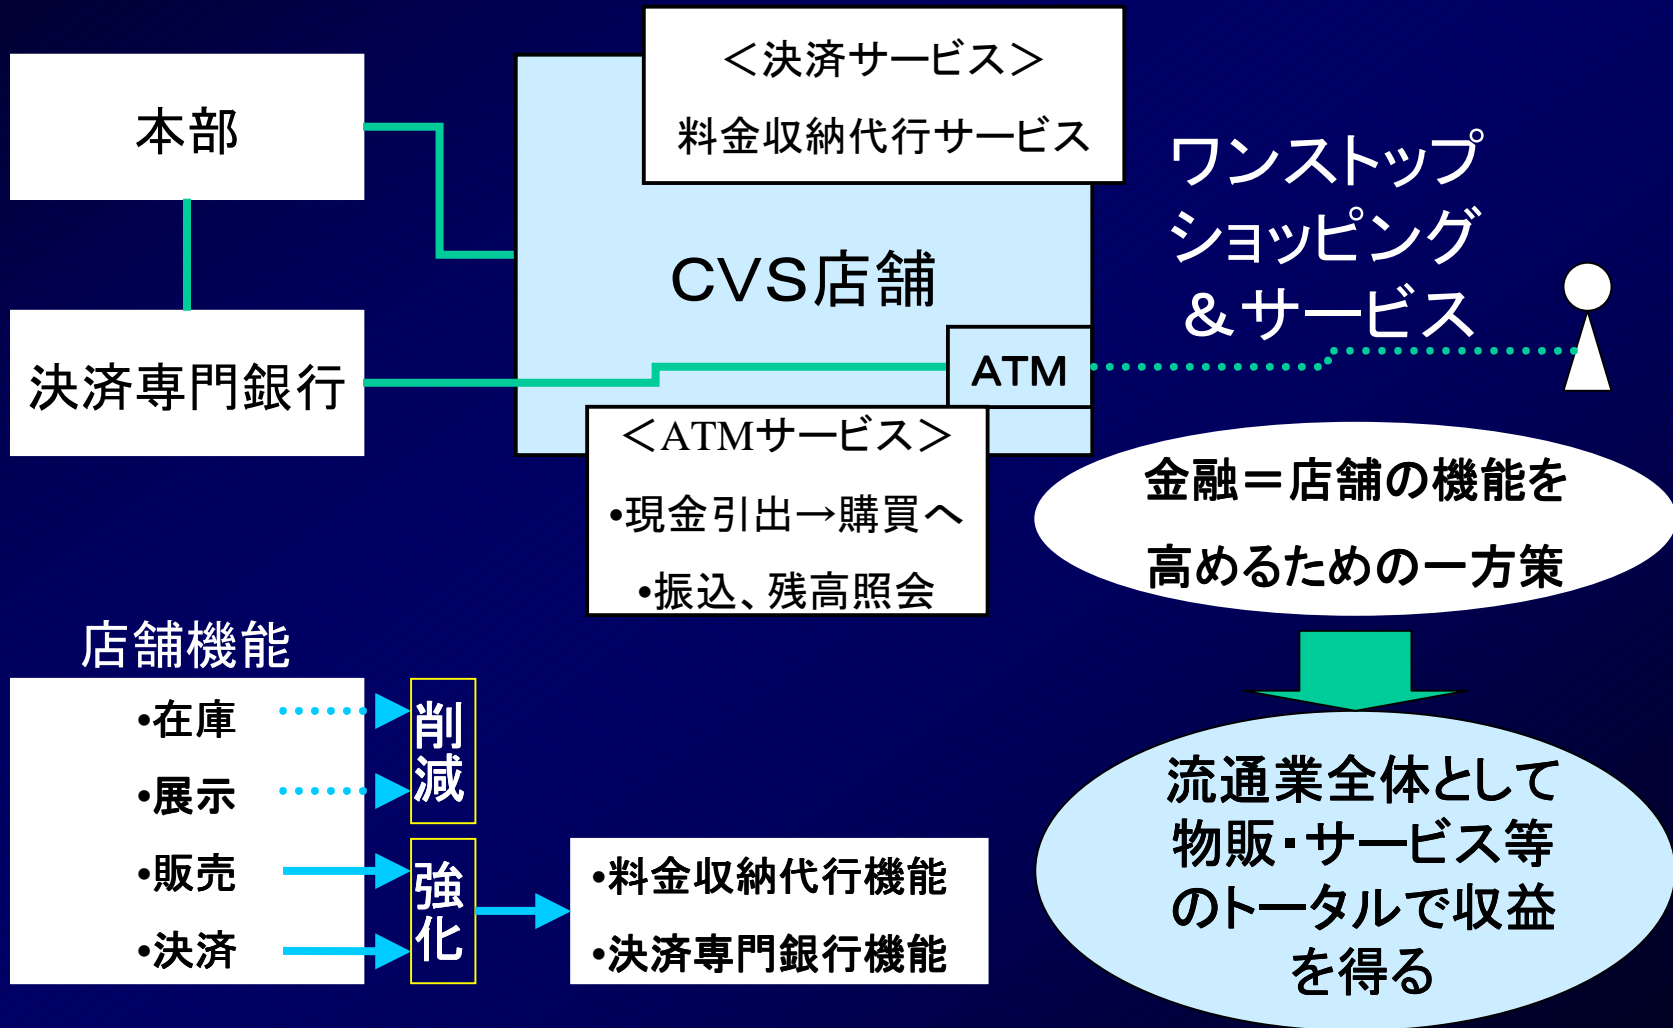 本部
決済専門銀行
＜決済サービス＞
料金収納代行サービス
ＣＶＳ店舗
ATM
＜ATMサービス＞
•現金引出→購買へ
•振込、残高照会
ワンストップ
ショッピング
＆サービス
金融＝店舗の機能を
高めるための一方策
流通業全体として
物販・サービス等
のトータルで収益
を得る
店舗機能
•在庫
•展示
•販売
•決済
削減
強化
•料金収納代行機能
•決済専門銀行機能